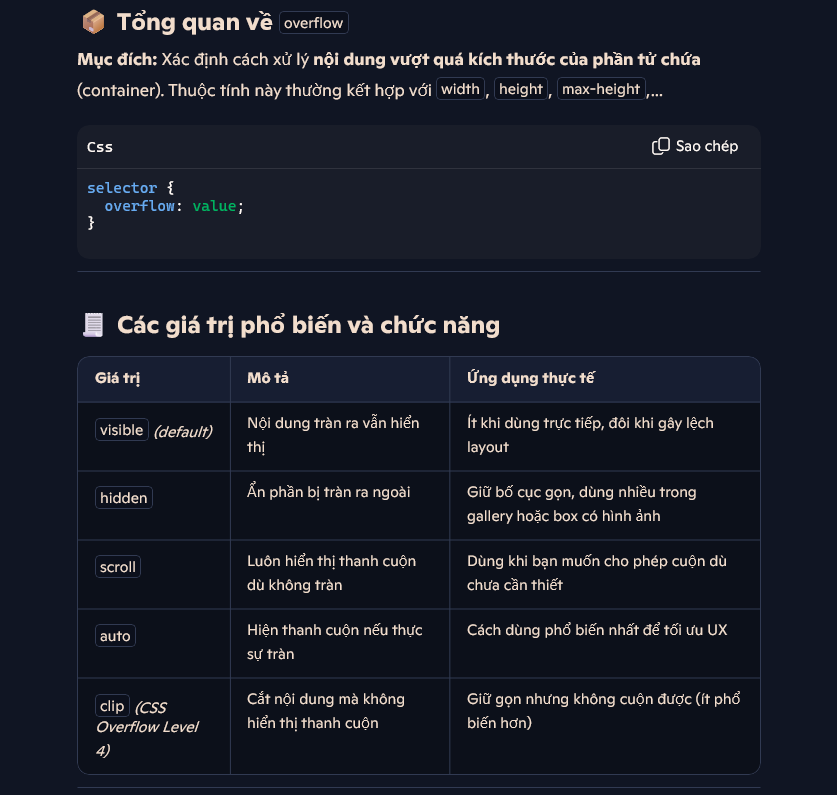 Tổng quan về overflow
Mục đích: Xác định cách xử lý nội dung vượt quá kích thước của phần tử chứa
(container). Thuộc tính này thường kết hợp với width, height, max-height,...
Css
Sao chép
selector {
  overflow: value;
}
Các giá trị phổ biến và chức năng
Giá trị
Mô tả
Ứng dụng thực tế
visible (default)
Nội dung tràn ra vẫn hiển
thị
Ít khi dùng trực tiếp, đôi khi gây lệch
layout
hidden
Ẩn phần bị tràn ra ngoài
Giữ bố cục gọn, dùng nhiều trong
gallery hoặc box có hình ảnh
scroll
Luôn hiển thị thanh cuộn
dù không tràn
Dùng khi bạn muốn cho phép cuộn dù
chưa cần thiết
auto
Hiện thanh cuộn nếu thực
sự tràn
Cách dùng phổ biến nhất để tối ưu UX
clip (CSS
Overflow Level
4)
Cắt nội dung mà không
hiển thị thanh cuộn
Giữ gọn nhưng không cuộn được (ít phổ
biến hơn)